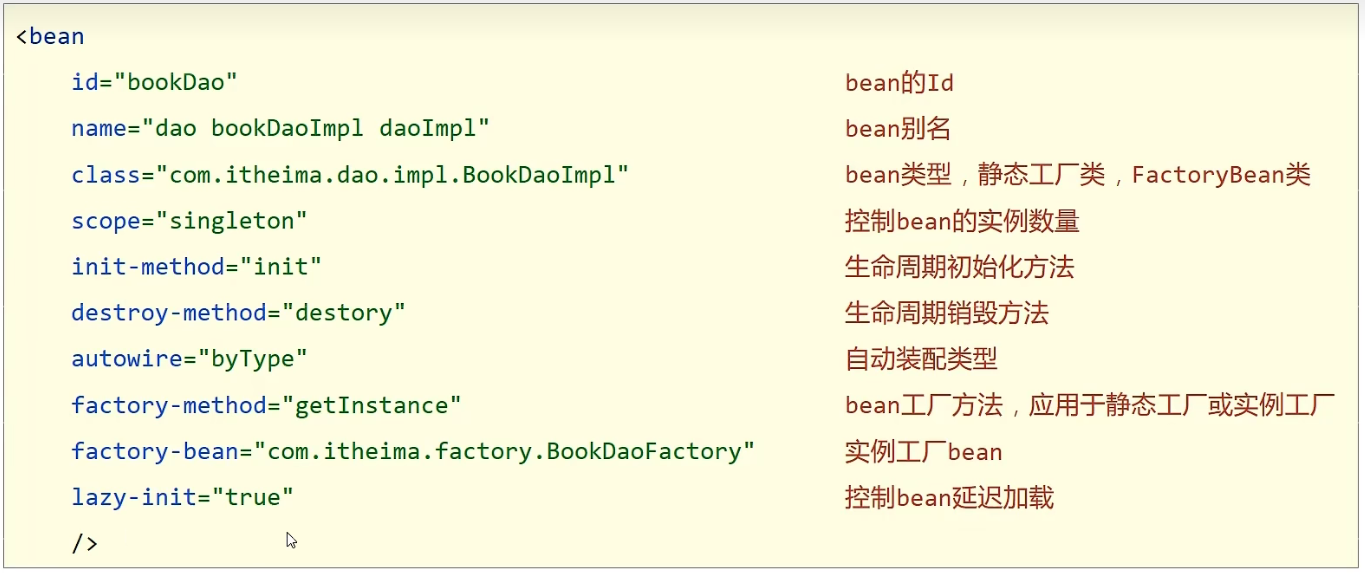 <bean
id="bookDao" bean的Id
name="dao bookDaoImpl daoImpl" bean别名
class="com.itheima.dao.impl.BookDaoImpl" bean类型，静态工厂类，FactoryBean类
scope="singleton" 控制bean的实例数量
init-method="init" 生命周期初始化方法
destroy-method="destory" 生命周期销毁方法
autowire="byType" 自动装配类型
factory-method="getInstance" bean工厂方法，应用于静态工厂或实例工厂
factory-bean="com.itheima.factory.BookDaoFactory" 实例工厂bean
lazy-init="true" 控制bean延迟加载
/>